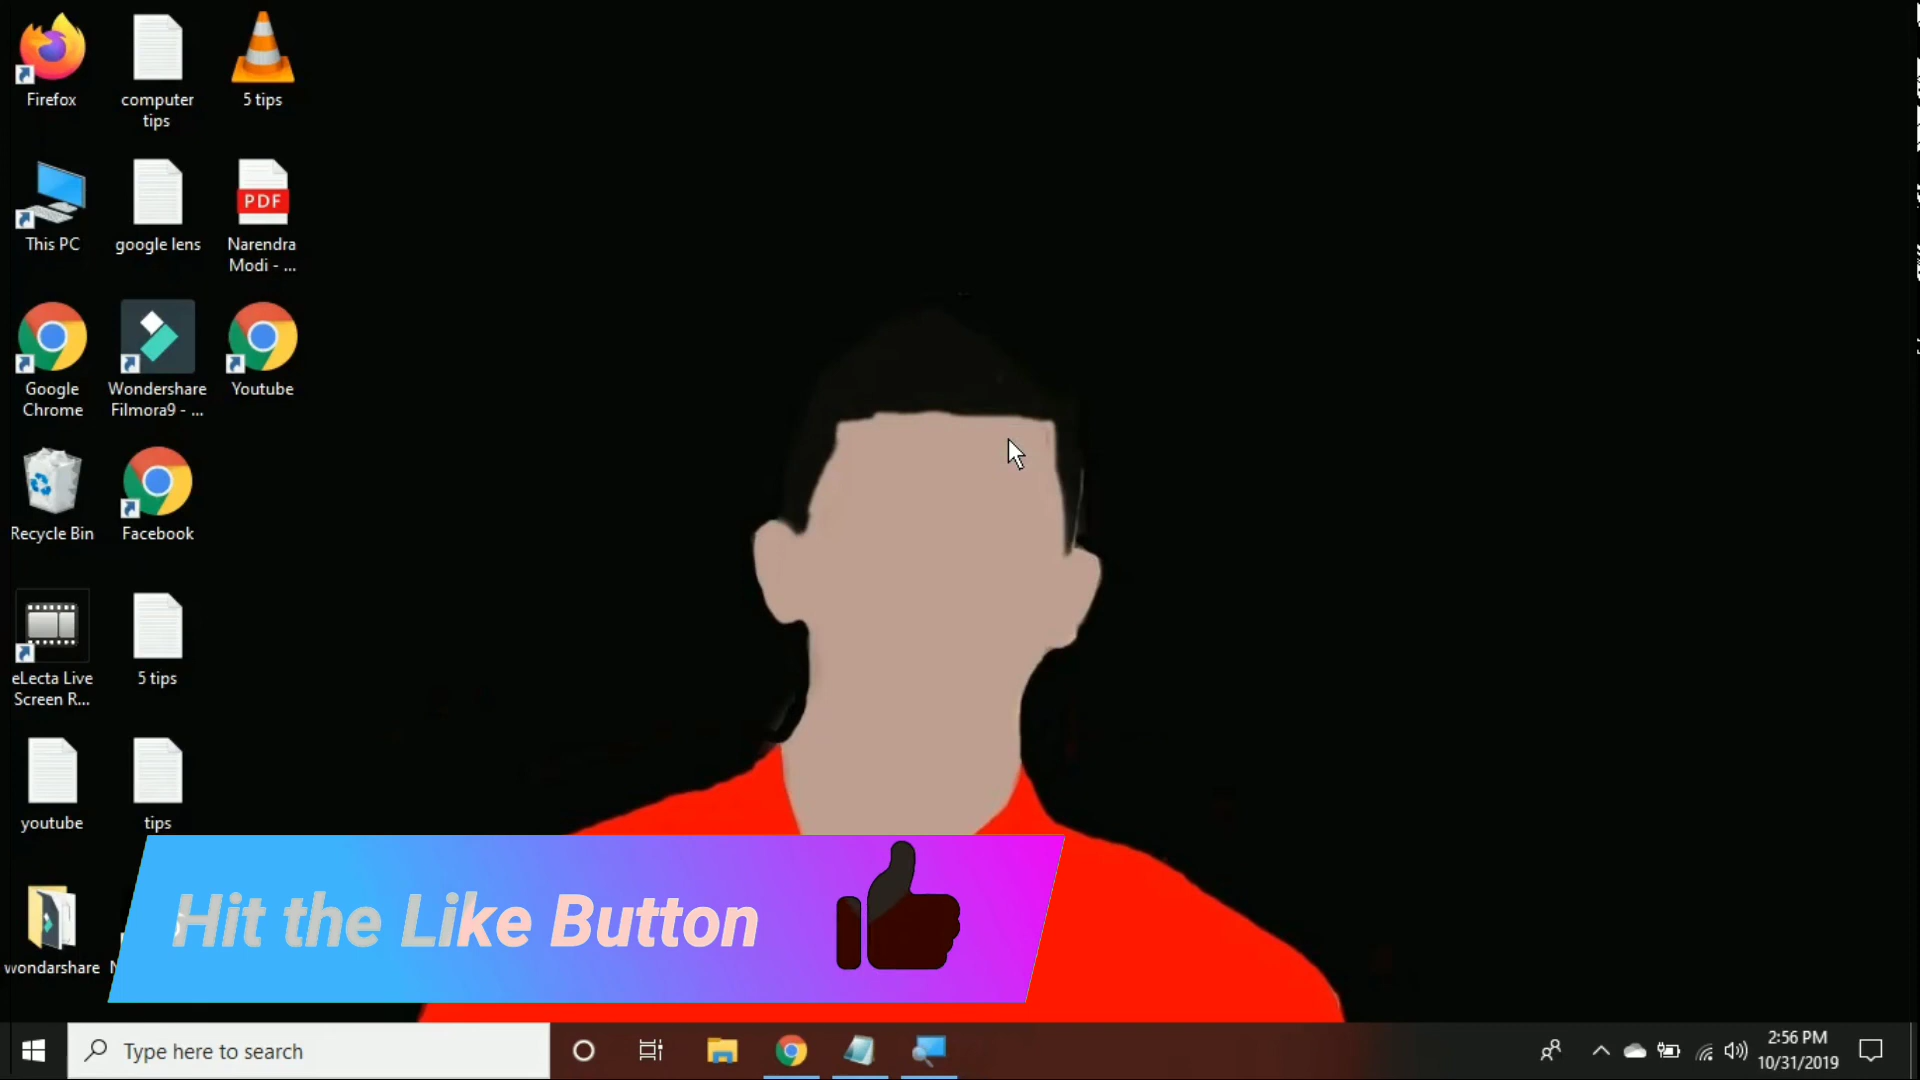 Firefox
computer
tips
5 tips
This PC
google lens
PDF
Narendra
Modi - ...
Google
Chrome
Wondershare
Filmora9 - ...
Youtube
Recycle Bin
Facebook
eLecta Live
Screen R...
5 tips
youtube
tips
Hit the Like Button
wondarshare
Type here to search
2:56 PM
10/31/2019